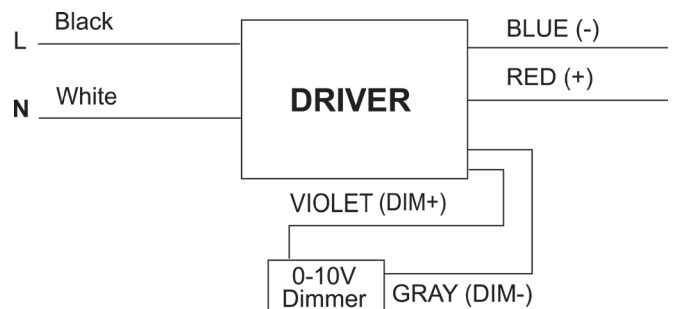 Black
L
BLUE (-)
RED (+)
White
N
DRIVER
VIOLET (DIM+)
0-10V
Dimmer
GRAY (DIM-)